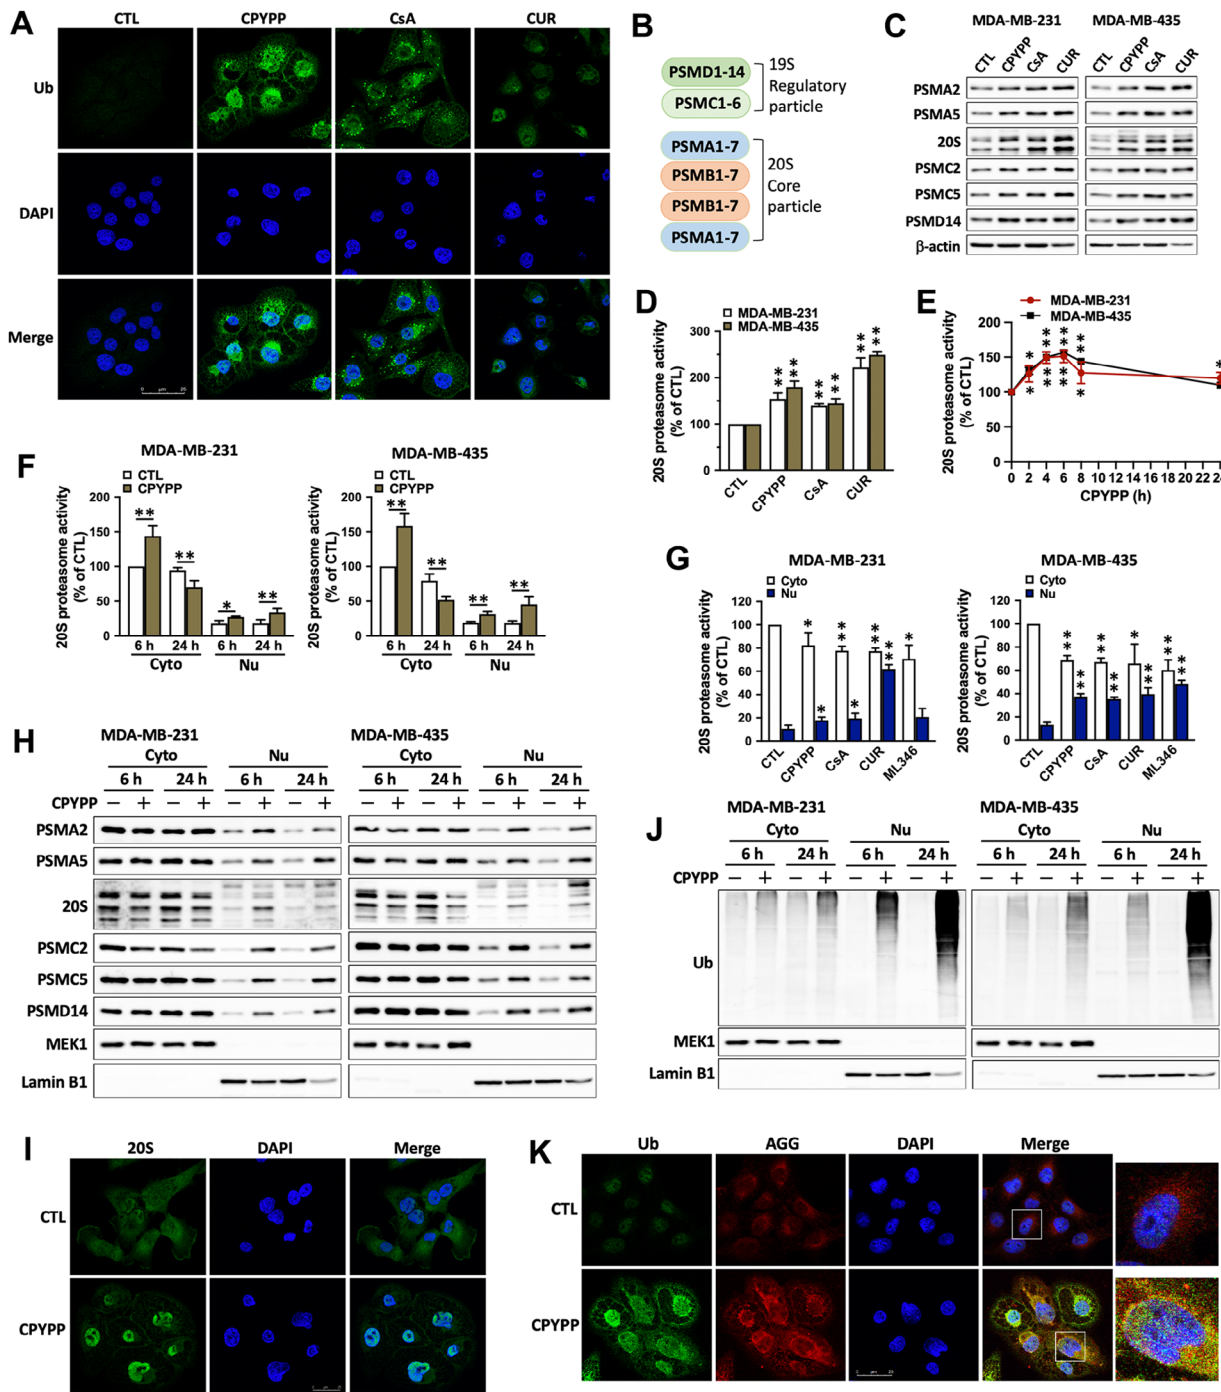 A
CTL CPYPP CsA CUR
Ub
DAPI
Merge
0 µm 25
B
PSMD1-14
PSMC1-6
19S
Regulatory
particle
PSMA1-7
PSMB1-7
PSMB1-7
PSMA1-7
20S
Core
particle
C
MDA-MB-231 MDA-MB-435
CTL CPYPP CsA CUR CTL CPYPP CsA CUR
PSMA2
PSMA5
20S
PSMC2
PSMC5
PSMD14
β-actin
D
MDA-MB-231
MDA-MB-435
20S proteasome activity
(% of CTL)
300
250
200
150
100
50
0
** ** ** ** ** **
CTL CPYPP CsA CUR
E
MDA-MB-231
MDA-MB-435
20S proteasome activity
(% of CTL)
200
150
100
50
0
0 2 4 6 8 10 12 14 16 18 20 22 24
CPYPP (h)
F
MDA-MB-231
CTL
CPYPP
20S proteasome activity
(% of CTL)
200
150
100
50
0
** ** * **
6 h 24 h 6 h 24 h
Cyto Nu
MDA-MB-435
CTL
CPYPP
20S proteasome activity
(% of CTL)
200
150
100
50
0
** ** ** **
6 h 24 h 6 h 24 h
Cyto Nu
G
MDA-MB-231
Cyto
Nu
20S proteasome activity
(% of CTL)
120
100
80
60
40
20
0
* * ** * ** ** *
CTL CPYPP CsA CUR ML346
MDA-MB-435
Cyto
Nu
20S proteasome activity
(% of CTL)
120
100
80
60
40
20
0
** ** ** ** * ** ** **
CTL CPYPP CsA CUR ML346
H
MDA-MB-231 MDA-MB-435
Cyto Nu Cyto Nu
6 h 24 h 6 h 24 h 6 h 24 h 6 h 24 h
CPYPP − + − + − + − + − + − + − + − +
PSMA2
PSMA5
20S
PSMC2
PSMC5
PSMD14
MEK1
Lamin B1
J
MDA-MB-231 MDA-MB-435
Cyto Nu Cyto Nu
6 h 24 h 6 h 24 h 6 h 24 h 6 h 24 h
CPYPP − + − + − + − + − + − + − + − +
Ub
MEK1
Lamin B1
I
20S DAPI Merge
CTL
CPYPP
K
Ub AGG DAPI Merge
CTL
CPYPP
0 µm 25